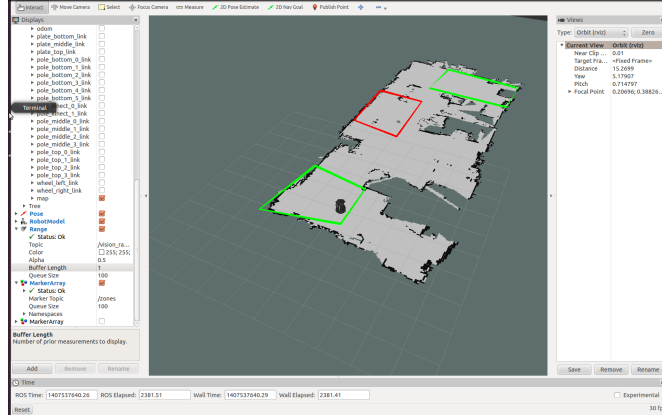 Interact Move Camera Select Focus Camera Measure 2D Pose Estimate 2D Nav Goal Publish Point
Displays
odom
plate_bottom_link
plate_middle_link
plate_top_link
pole_bottom_0_link
pole_bottom_1_link
pole_bottom_2_link
pole_bottom_3_link
pole_bottom_4_link
pole_bottom_5_link
Terminal
pole_kinect_1_link
pole_middle_0_link
pole_middle_1_link
pole_middle_2_link
pole_middle_3_link
pole_top_0_link
pole_top_1_link
pole_top_2_link
pole_top_3_link
wheel_left_link
wheel_right_link
map
Tree
Pose
RobotModel
Range
Status: Ok
Topic /vision_ra...
Color 255; 255;
Alpha 0.5
Buffer Length 1
Queue Size 100
MarkerArray
Status: Ok
Marker Topic /zones
Queue Size 100
Namespaces
MarkerArray
Buffer Length
Number of prior measurements to display.
Add Remove Rename
Views
Type: Orbit (rviz) Zero
Current View Orbit (rviz)
Near Clip ... 0.01
Target Fra... <Fixed Frame>
Distance 15.2699
Yaw 5.17907
Pitch 0.714797
Focal Point 0.20696; 0.38826...
Save Remove Rename
Time
ROS Time: 1407537640.26 ROS Elapsed: 2381.51 Wall Time: 1407537640.29 Wall Elapsed: 2381.41 Experimental
Reset 30 fp